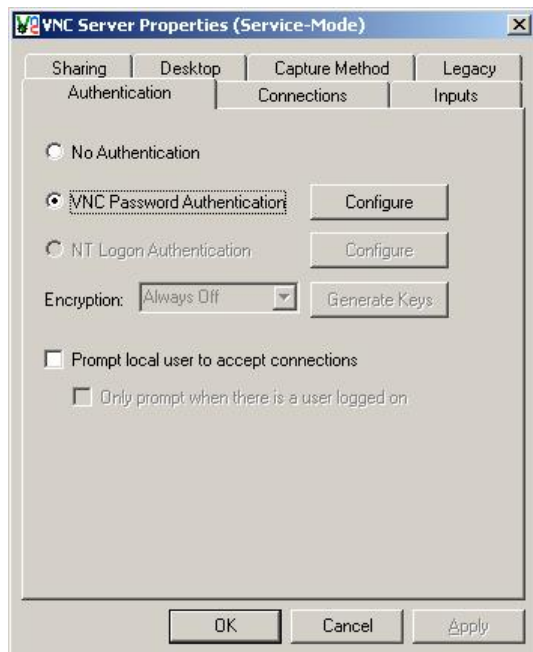 VNC Server Properties (Service-Mode)
Sharing Desktop Capture Method Legacy
Authentication Connections Inputs
No Authentication
VNC Password Authentication Configure
NT Logon Authentication Configure
Encryption: Always Off Generate Keys
Prompt local user to accept connections
Only prompt when there is a user logged on
OK Cancel Apply